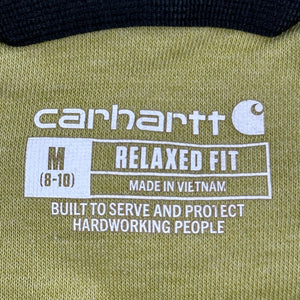 carhartt
M
(8-10)
RELAXED FIT
MADE IN VIETNAM
BUILT TO SERVE AND PROTECT
HARDWORKING PEOPLE